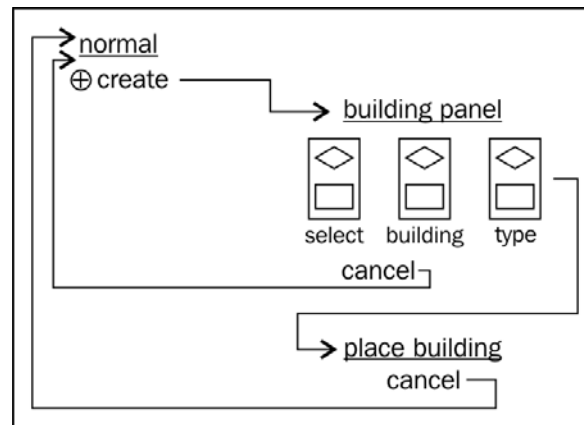 normal
⊕ create
building panel
select building type
cancel
place building
cancel